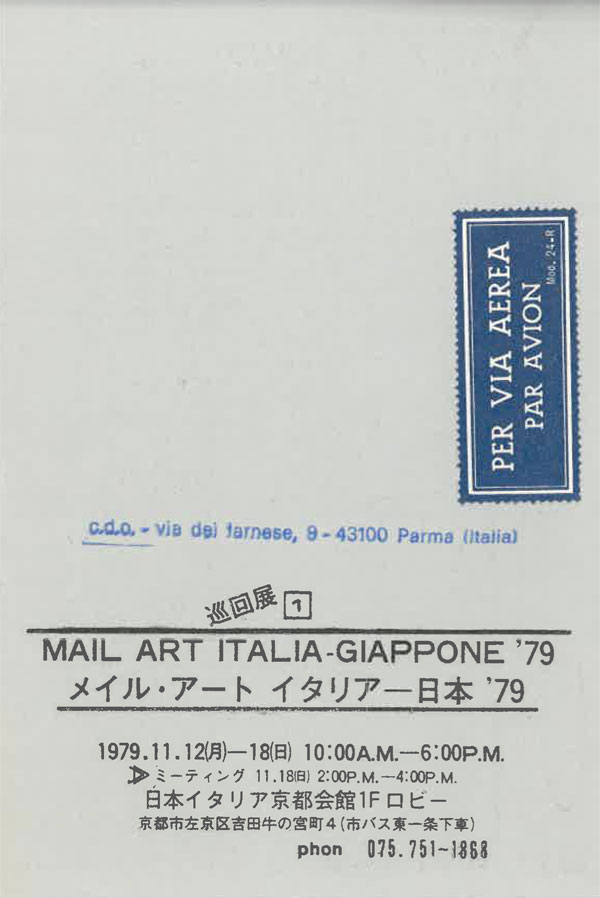 PER VIA AEREA
PAR AVION
Mod. 24-R
c.d.o. - via dei farnese, 9 - 43100 Parma (Italia)
巡回展 1
MAIL ART ITALIA-GIAPPONE '79
メイル・アート イタリアー日本 '79
1979.11.12(月)—18(日) 10:00A.M.—6:00P.M.
ミーティング 11.18(日) 2:00P.M.—4:00P.M.
日本イタリア京都会館1Fロビー
京都市左京区吉田牛の宮町4(市バス東一条下車)
phon 075.751~1868